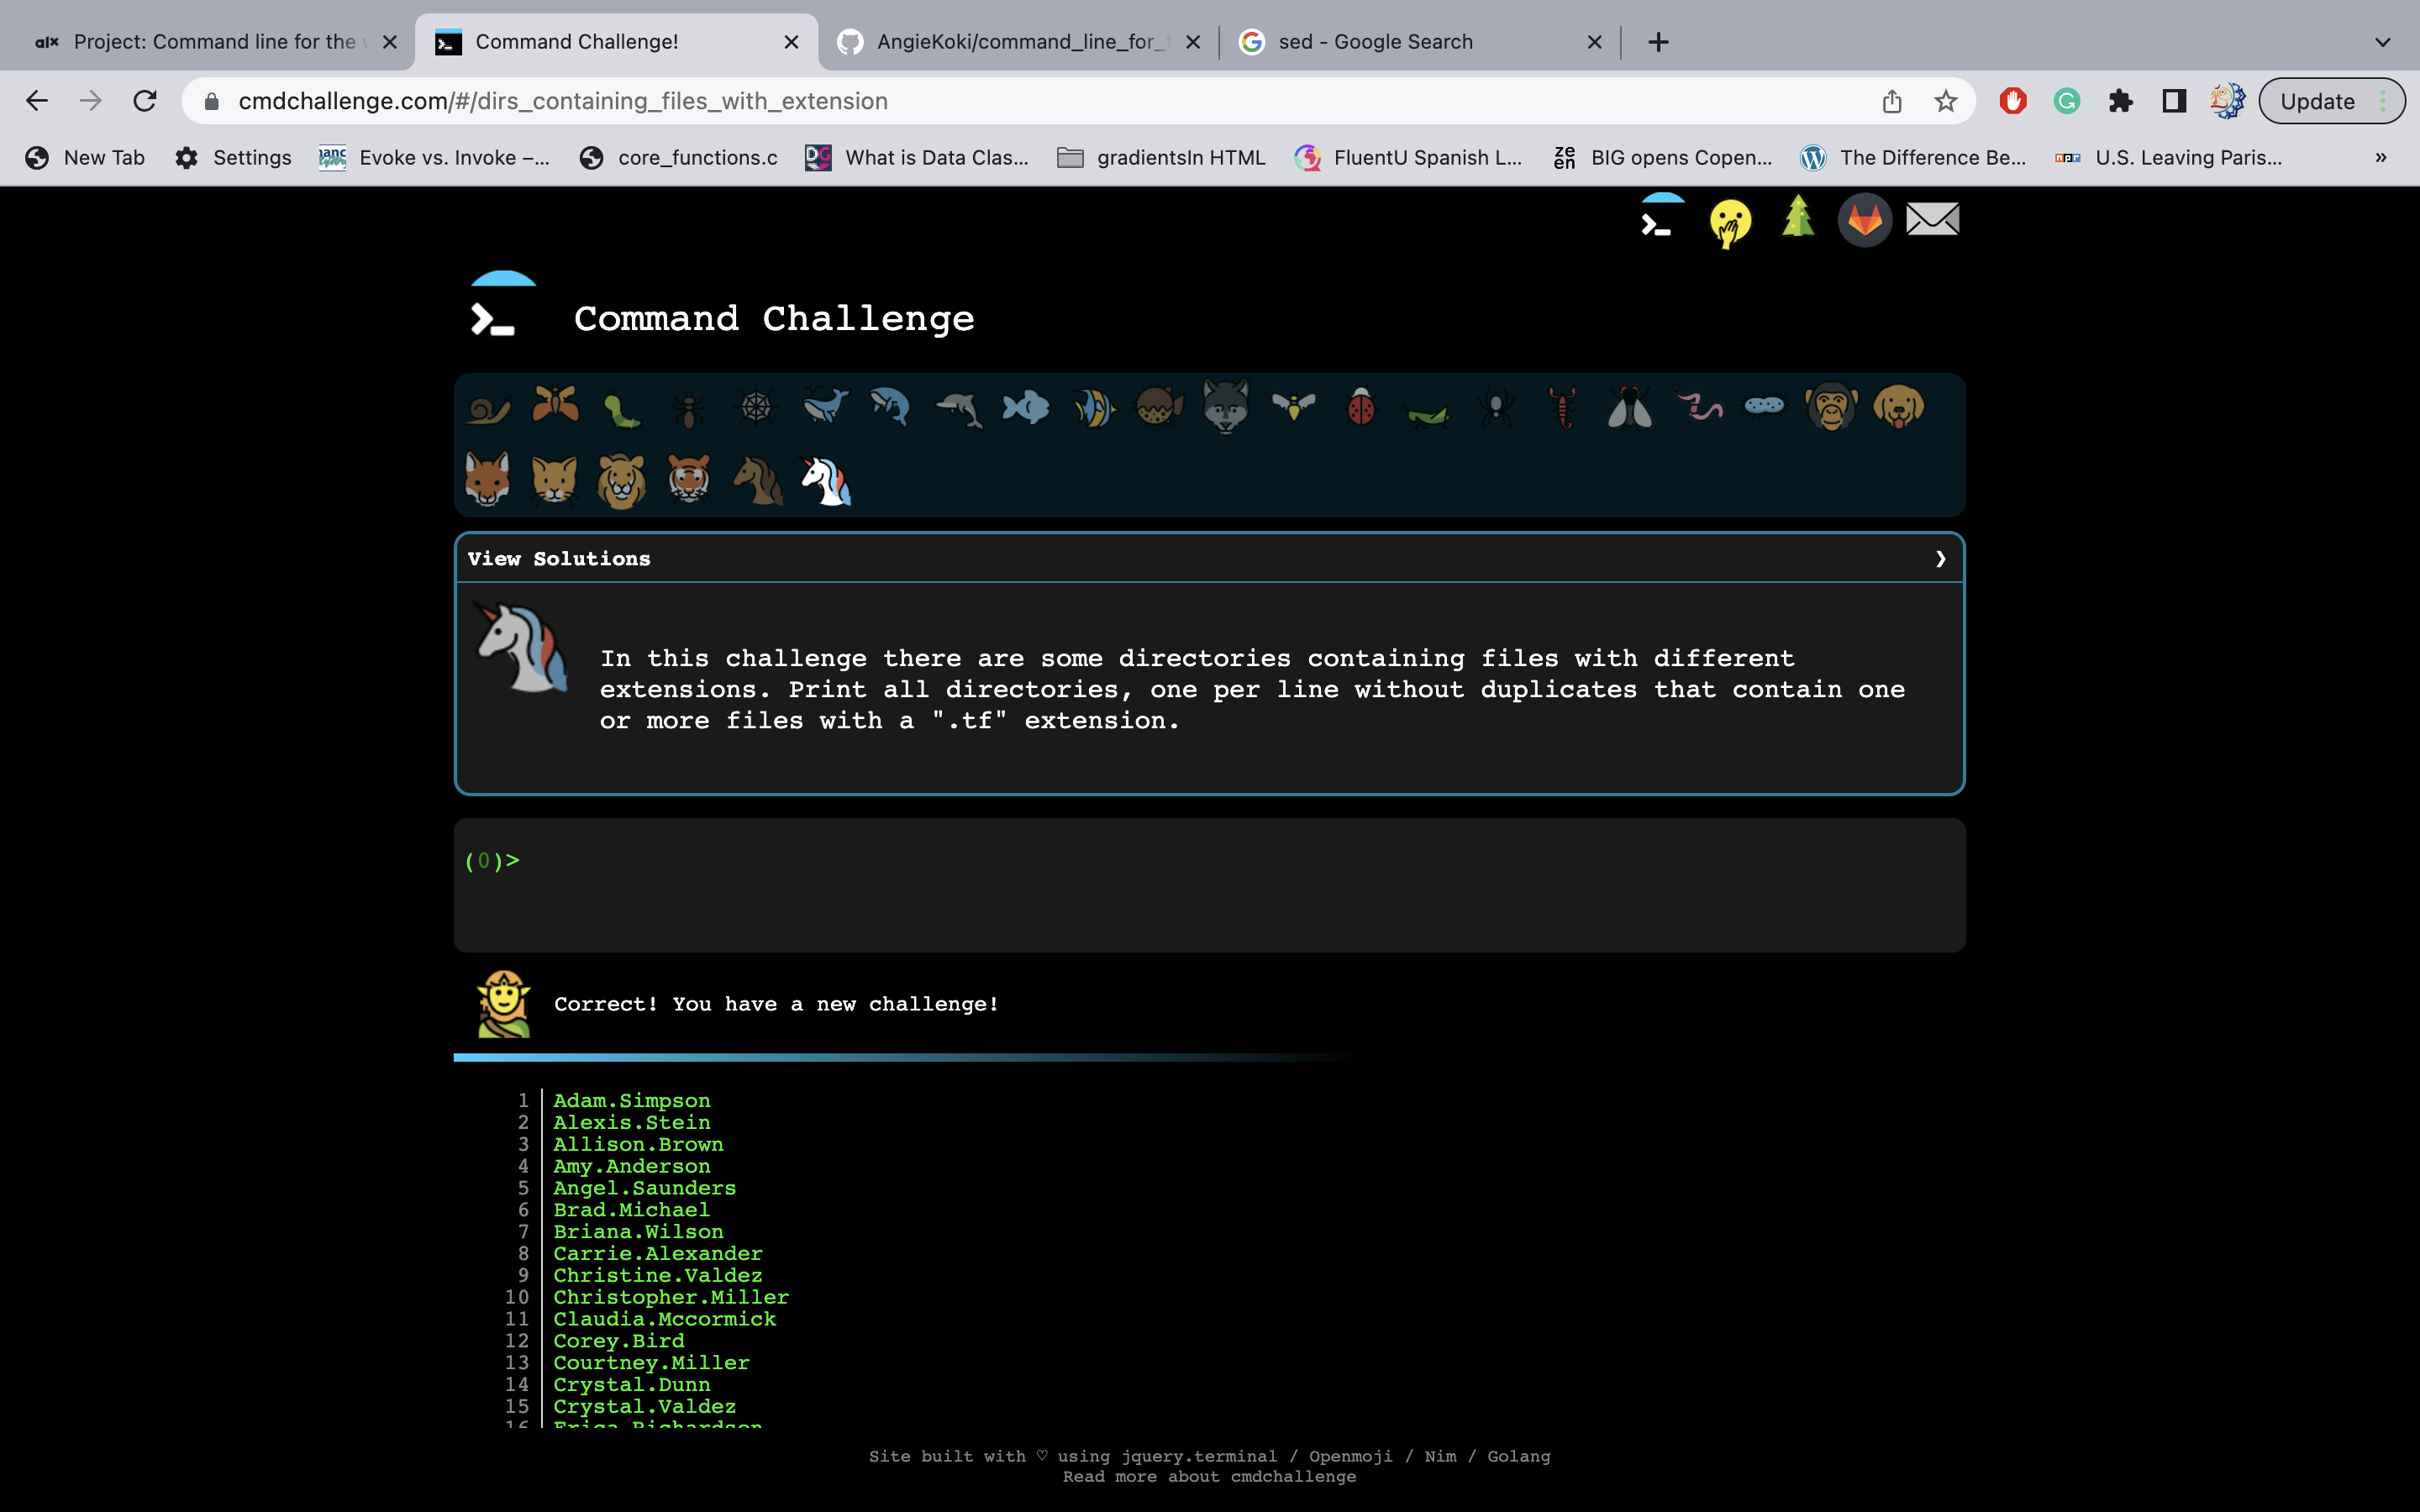 alx Project: Command line for the Command Challenge! AngieKoki/command_line_for_ sed - Google Search
cmdchallenge.com/#/dirs_containing_files_with_extension Update
New Tab Settings Evoke vs. Invoke –... core_functions.c What is Data Clas... gradientsIn HTML FluentU Spanish L... BIG opens Copen... The Difference Be... U.S. Leaving Paris... »
Command Challenge
View Solutions
In this challenge there are some directories containing files with different
extensions. Print all directories, one per line without duplicates that contain one
or more files with a ".tf" extension.
(0)>
Correct! You have a new challenge!
1 Adam.Simpson
2 Alexis.Stein
3 Allison.Brown
4 Amy.Anderson
5 Angel.Saunders
6 Brad.Michael
7 Briana.Wilson
8 Carrie.Alexander
9 Christine.Valdez
10 Christopher.Miller
11 Claudia.Mccormick
12 Corey.Bird
13 Courtney.Miller
14 Crystal.Dunn
15 Crystal.Valdez
16 Erica.Richardson
Site built with ♡ using jquery.terminal / Openmoji / Nim / Golang
Read more about cmdchallenge